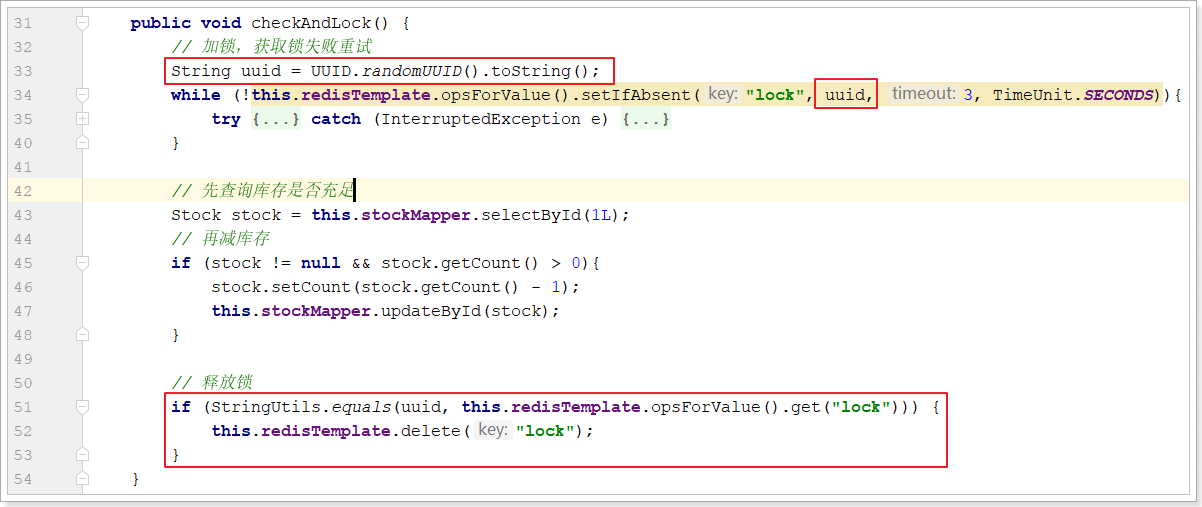 31 public void checkAndLock() {
32 // 加锁，获取锁失败重试
33 String uuid = UUID.randomUUID().toString();
34 while (!this.redisTemplate.opsForValue().setIfAbsent( key: "lock", uuid, timeout: 3, TimeUnit.SECONDS)){
35 try {...} catch (InterruptedException e) {...}
40 }
41
42 // 先查询库存是否充足
43 Stock stock = this.stockMapper.selectById(1L);
44 // 再减库存
45 if (stock != null && stock.getCount() > 0){
46 stock.setCount(stock.getCount() - 1);
47 this.stockMapper.updateById(stock);
48 }
49
50 // 释放锁
51 if (StringUtils.equals(uuid, this.redisTemplate.opsForValue().get("lock"))) {
52 this.redisTemplate.delete( key: "lock");
53 }
54 }